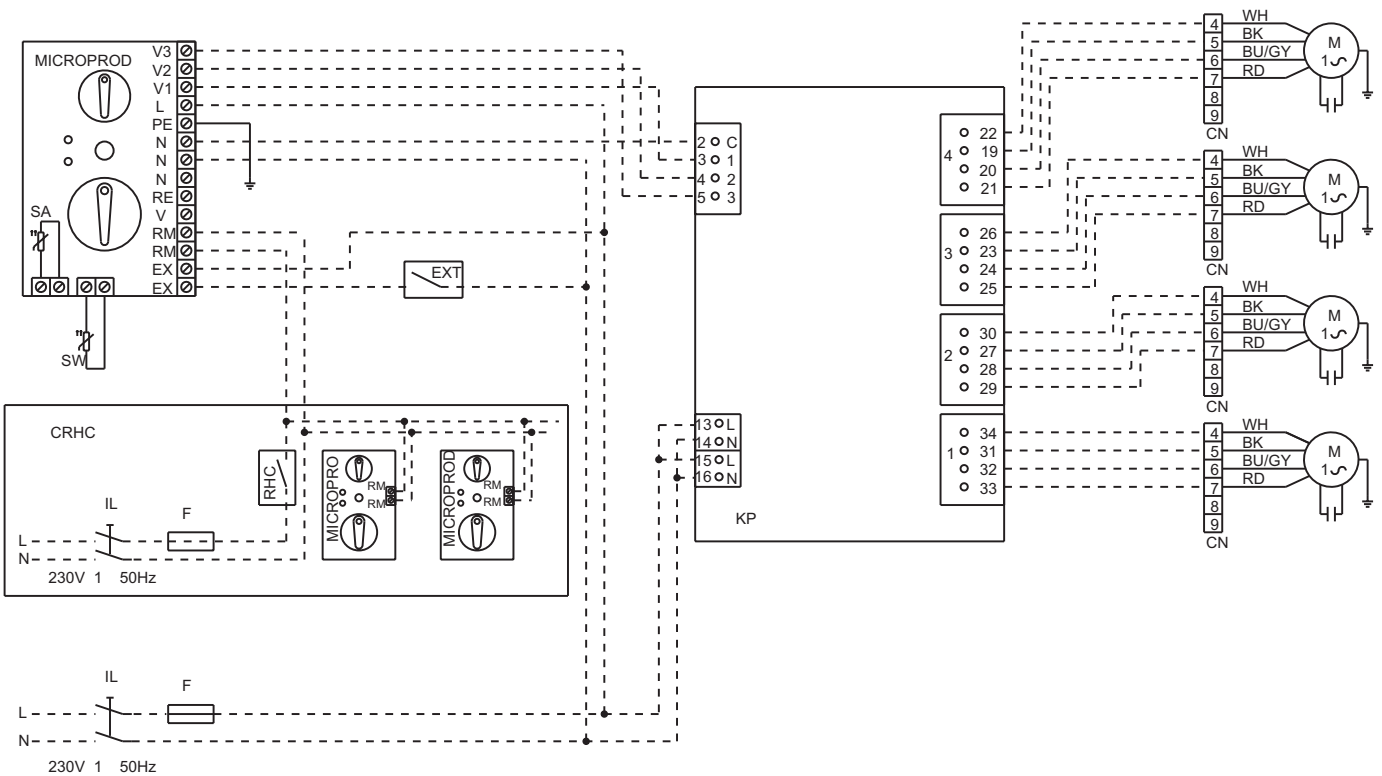 MICROPROD
V3
V2
V1
L
PE
N
N
N
RE
V
RM
RM
EX
EX
SA
SW
EXT
2 C
3 1
4 2
5 3
13 L
14 N
15 L
16 N
KP
4
22
19
20
21
3
26
23
24
25
2
30
27
28
29
1
34
31
32
33
4 WH
5 BK
6 BU/GY
7 RD
8
9
CN
M
1
4 WH
5 BK
6 BU/GY
7 RD
8
9
CN
M
1
4 WH
5 BK
6 BU/GY
7 RD
8
9
CN
M
1
4 WH
5 BK
6 BU/GY
7 RD
8
9
CN
M
1
CRHC
RHC
MICROPRO
RM
RM
MICROPROD
RM
RM
IL
F
L
N
230V 1 50Hz
IL
F
L
N
230V 1 50Hz